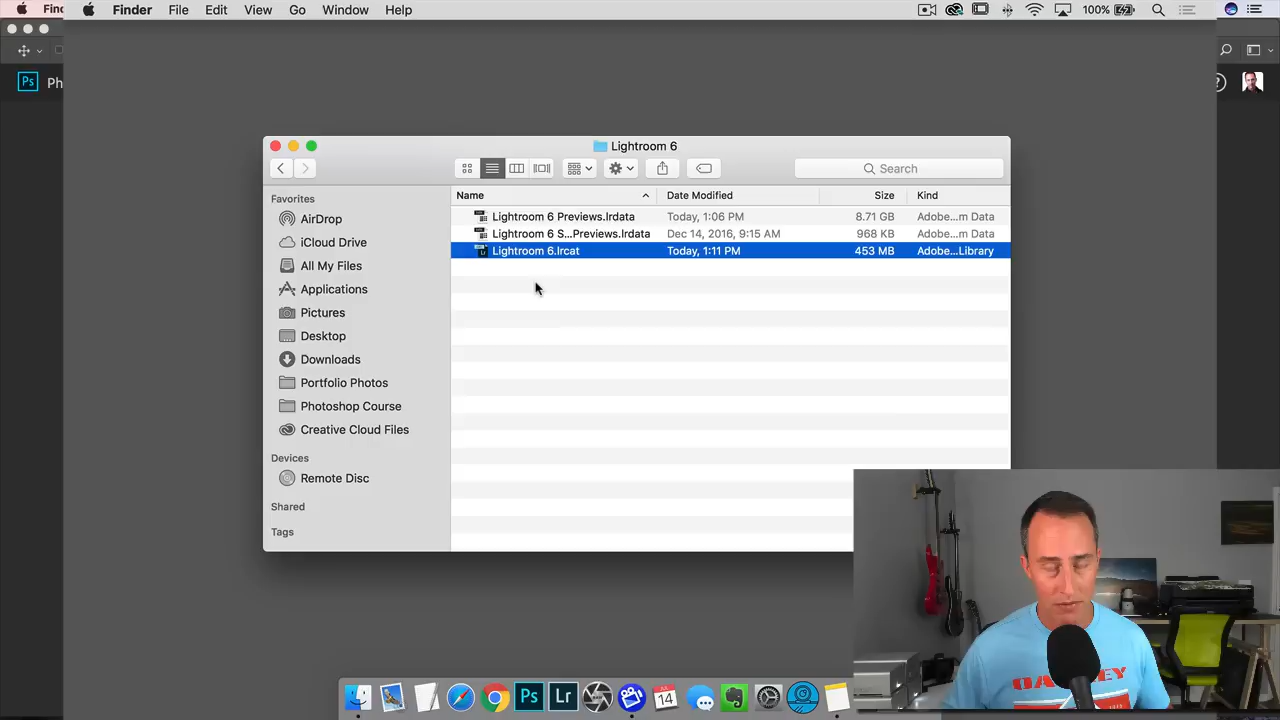 Find
Finder File Edit View Go Window Help
100%
Ps Ph
?
Lightroom 6
Search
Favorites
AirDrop
iCloud Drive
All My Files
Applications
Pictures
Desktop
Downloads
Portfolio Photos
Photoshop Course
Creative Cloud Files
Devices
Remote Disc
Shared
Tags
Name Date Modified Size Kind
Lightroom 6 Previews.lrdata Today, 1:06 PM 8.71 GB Adobe...m Data
Lightroom 6 S...Previews.lrdata Dec 14, 2016, 9:15 AM 968 KB Adobe...m Data
Lightroom 6.lrcat Today, 1:11 PM 453 MB Adobe...Library
Ps Lr
14